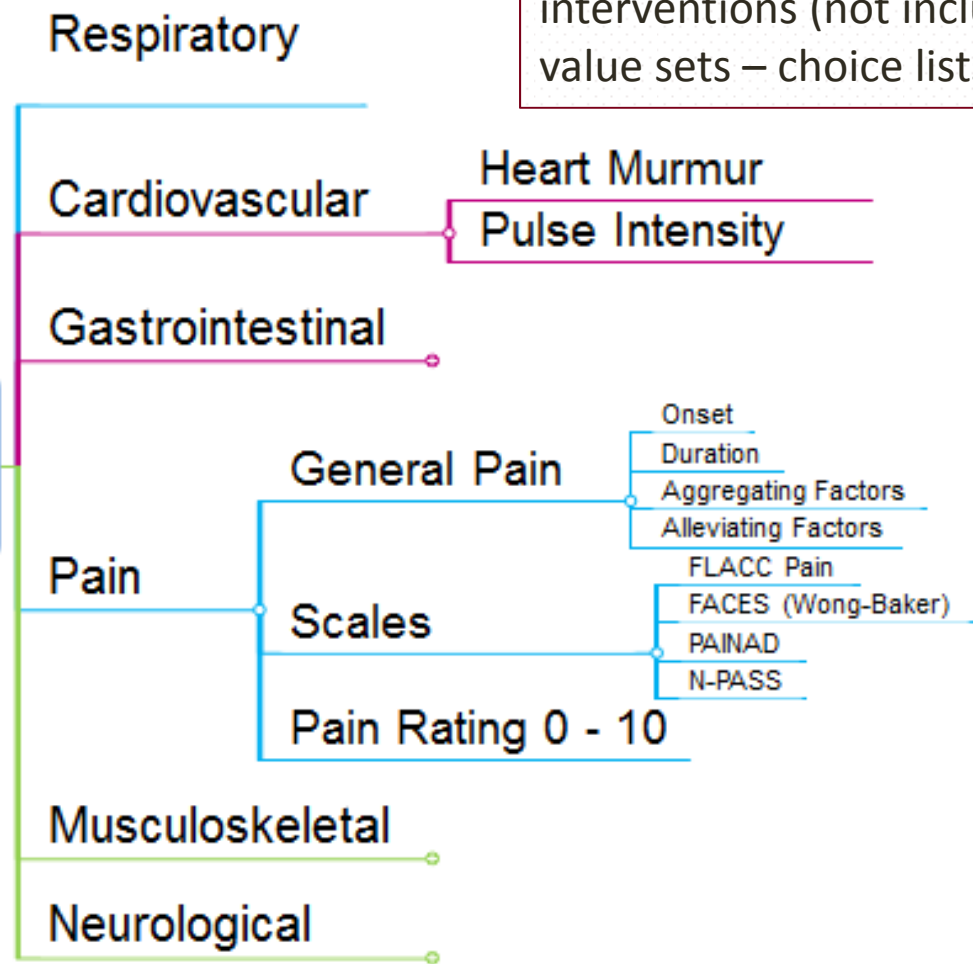 interventions (not inclu
value sets – choice list
Respiratory
Cardiovascular
Heart Murmur
Pulse Intensity
Gastrointestinal
Pain
General Pain
Onset
Duration
Aggregating Factors
Alleviating Factors
Scales
FLACC Pain
FACES (Wong-Baker)
PAINAD
N-PASS
Pain Rating 0 - 10
Musculoskeletal
Neurological